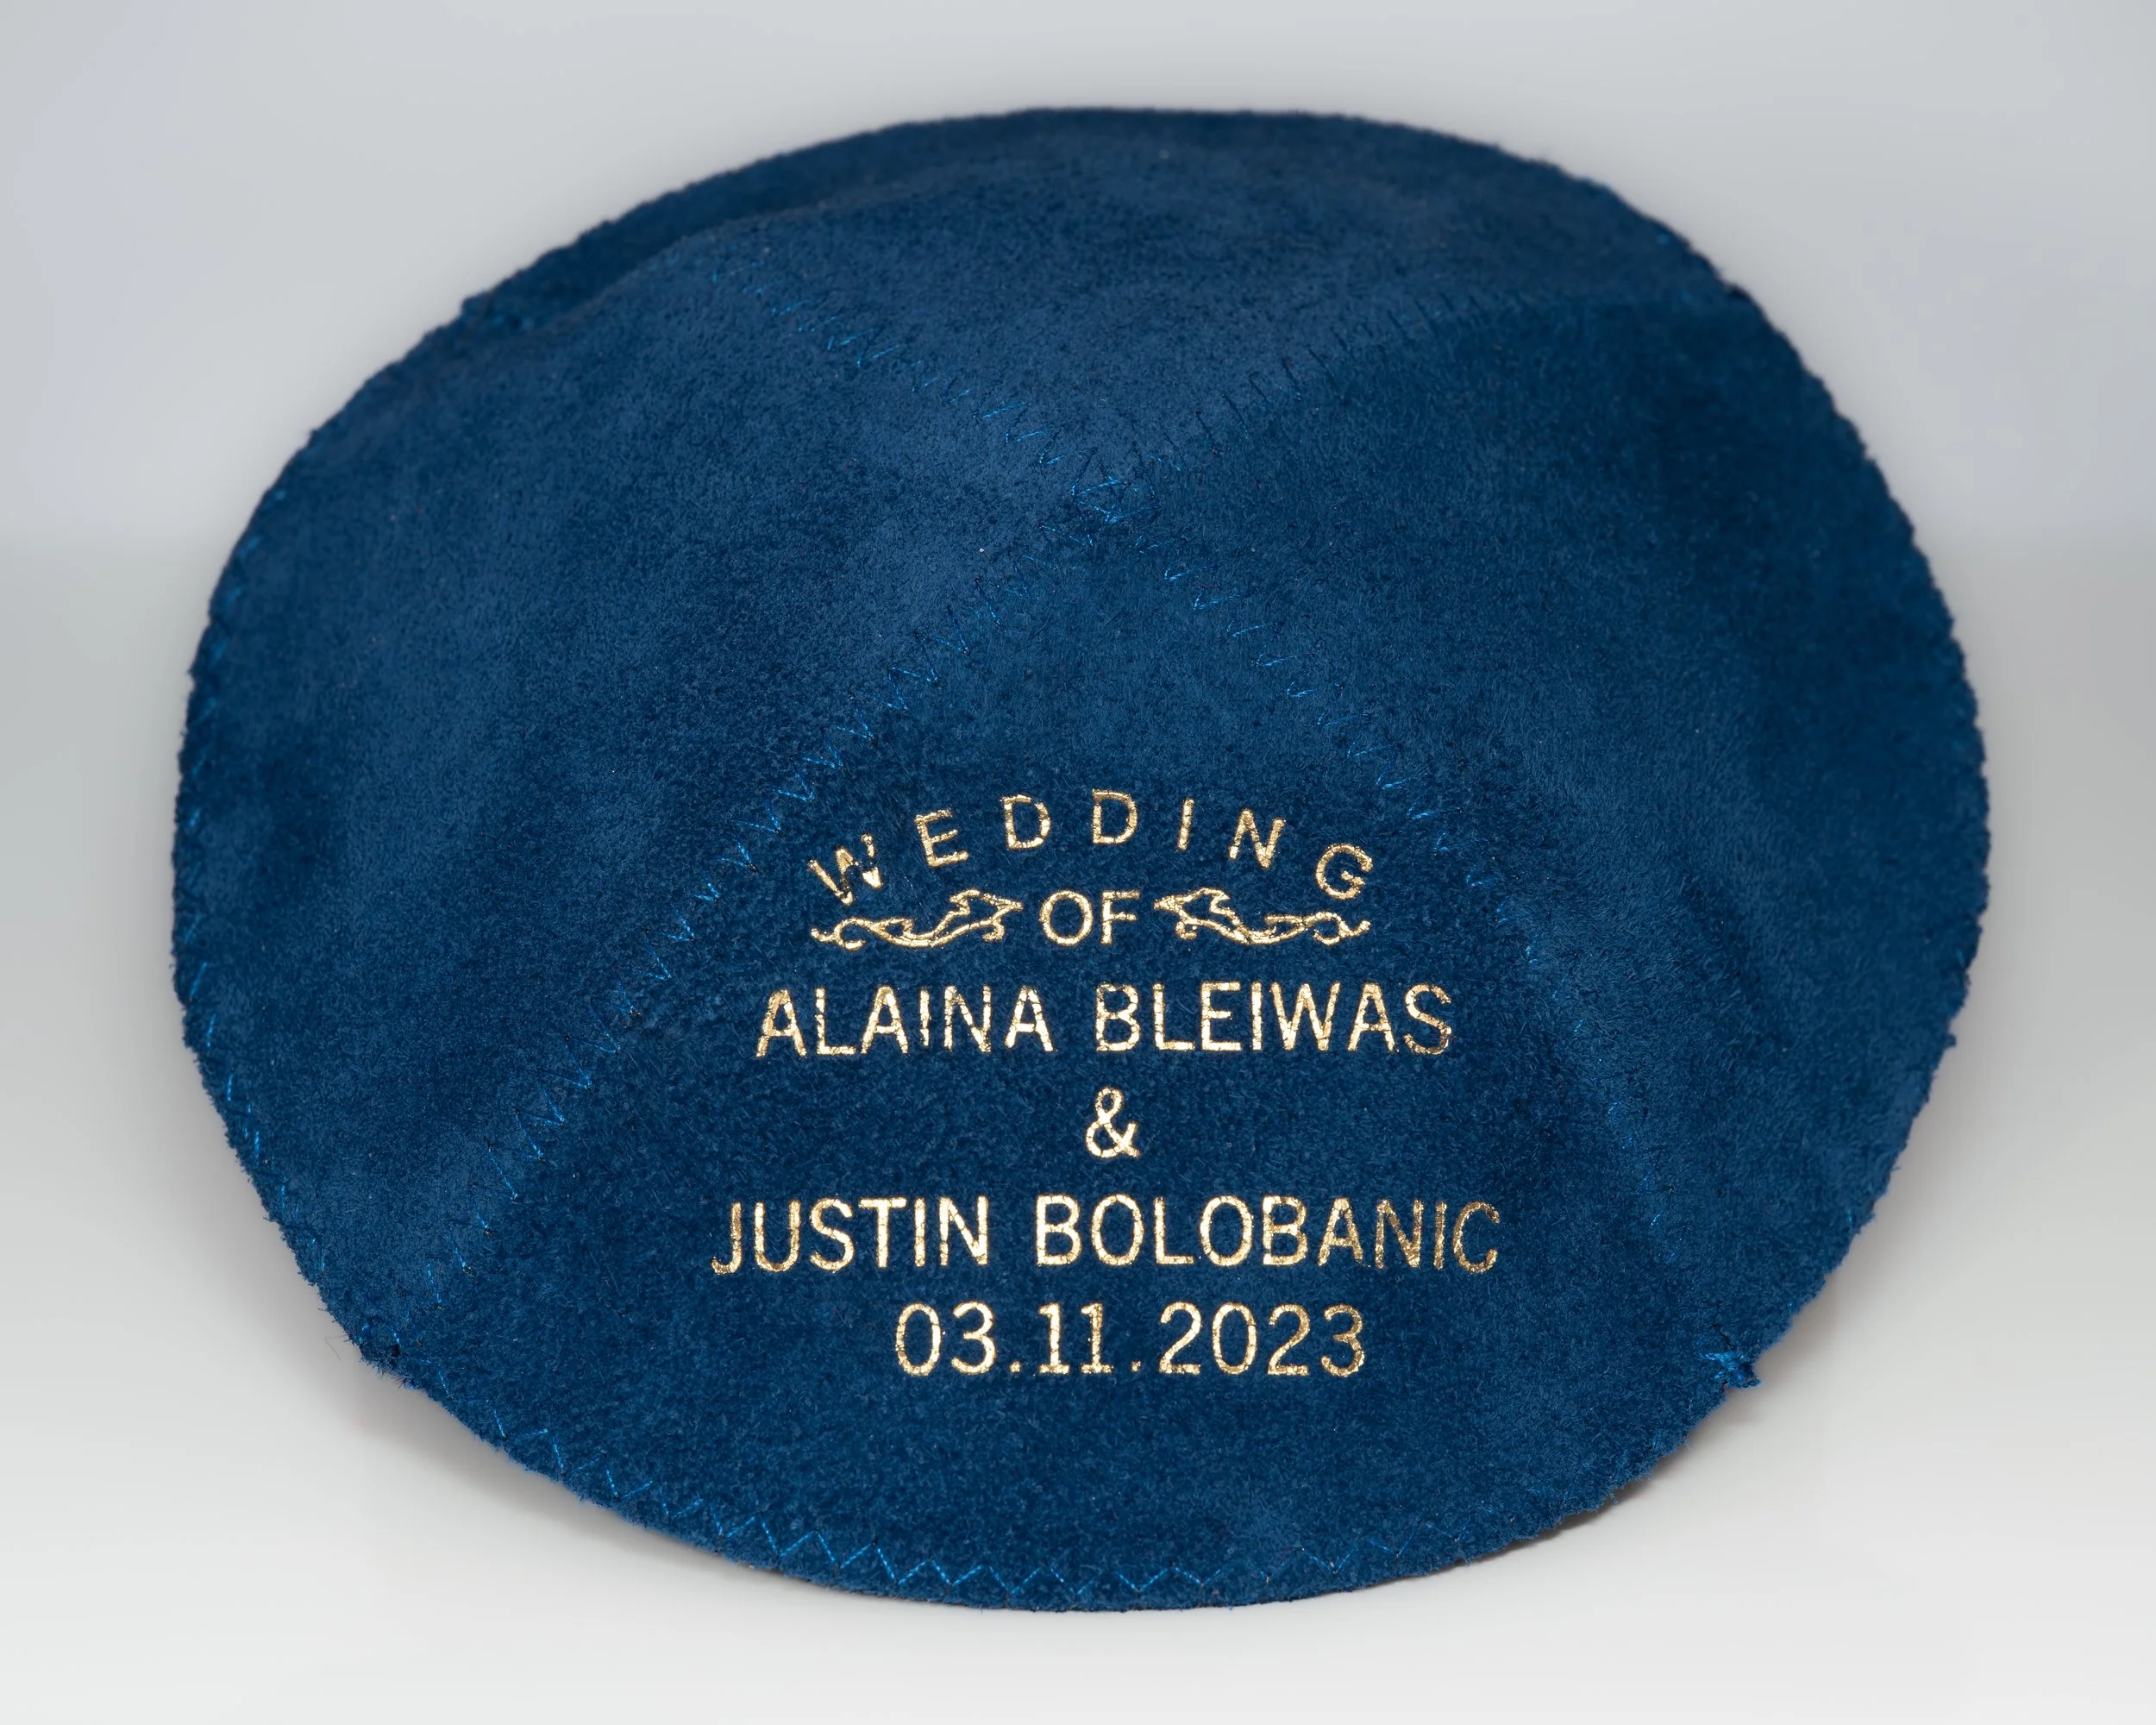 WEDDING
OF
ALAINA BLEIWAS
&
JUSTIN BOLOBANIC
03.11.2023